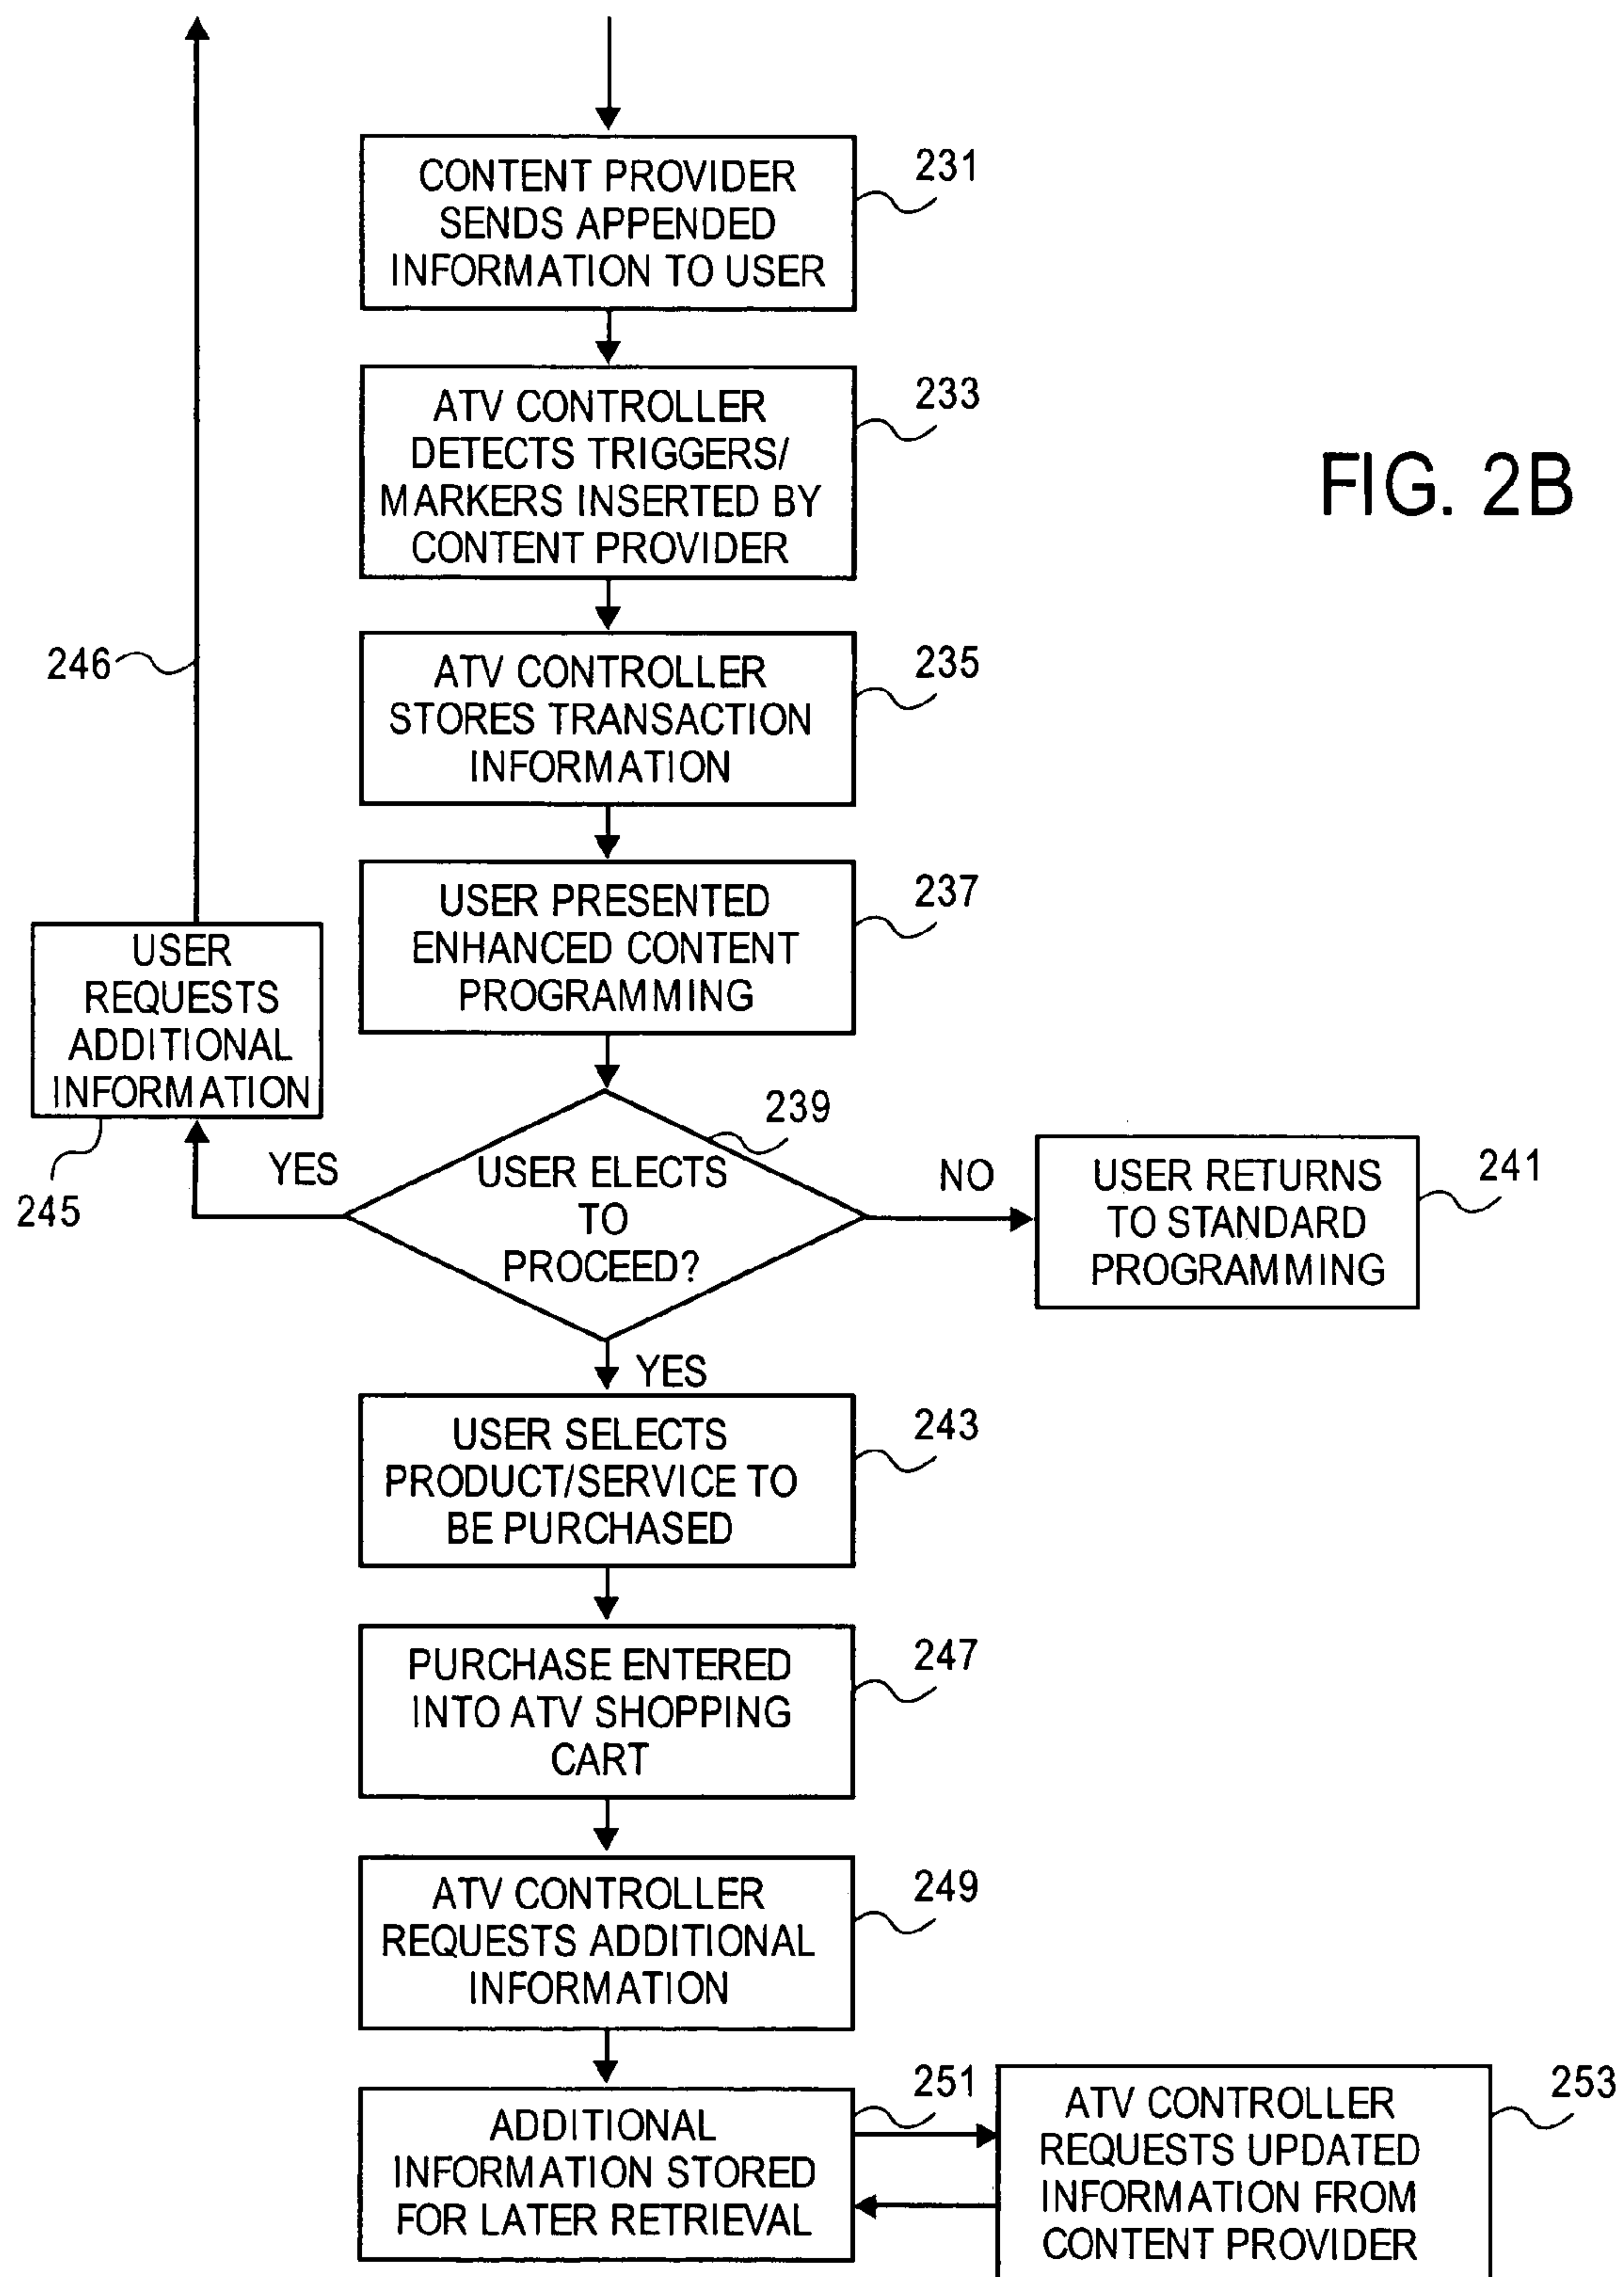 231
CONTENT PROVIDER
SENDS APPENDED
INFORMATION TO USER
233
ATV CONTROLLER
DETECTS TRIGGERS/
MARKERS INSERTED BY
CONTENT PROVIDER
FIG. 2B
246
235
ATV CONTROLLER
STORES TRANSACTION
INFORMATION
237
USER PRESENTED
ENHANCED CONTENT
PROGRAMMING
USER
REQUESTS
ADDITIONAL
INFORMATION
245
YES
239
USER ELECTS
TO
PROCEED?
NO
241
USER RETURNS
TO STANDARD
PROGRAMMING
YES
243
USER SELECTS
PRODUCT/SERVICE TO
BE PURCHASED
247
PURCHASE ENTERED
INTO ATV SHOPPING
CART
249
ATV CONTROLLER
REQUESTS ADDITIONAL
INFORMATION
251
ADDITIONAL
INFORMATION STORED
FOR LATER RETRIEVAL
253
ATV CONTROLLER
REQUESTS UPDATED
INFORMATION FROM
CONTENT PROVIDER